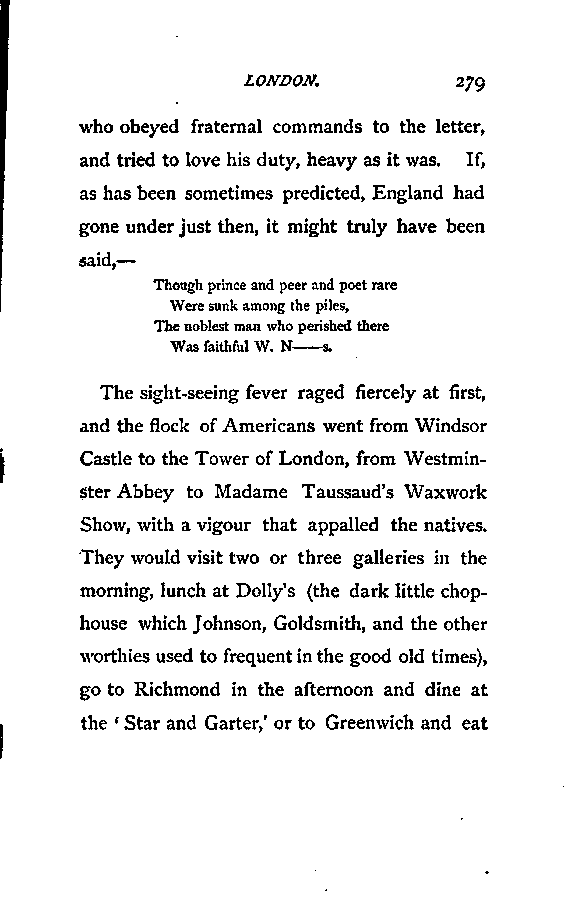 LONDON. 279
who obeyed fraternal commands to the letter,
and tried to love his duty, heavy as it was. If,
as has been sometimes predicted, England had
gone under just then, it might truly have been
said,—
Though prince and peer and poet rare
Were sunk among the piles,
The noblest man who perished there
Was faithful W. N——s.
The sight-seeing fever raged fiercely at first,
and the flock of Americans went from Windsor
Castle to the Tower of London, from Westmin-
ster Abbey to Madame Taussaud's Waxwork
Show, with a vigour that appalled the natives.
They would visit two or three galleries in the
morning, lunch at Dolly's (the dark little chop-
house which Johnson, Goldsmith, and the other
worthies used to frequent in the good old times),
go to Richmond in the afternoon and dine at
the ‘Star and Garter,’ or to Greenwich and eat